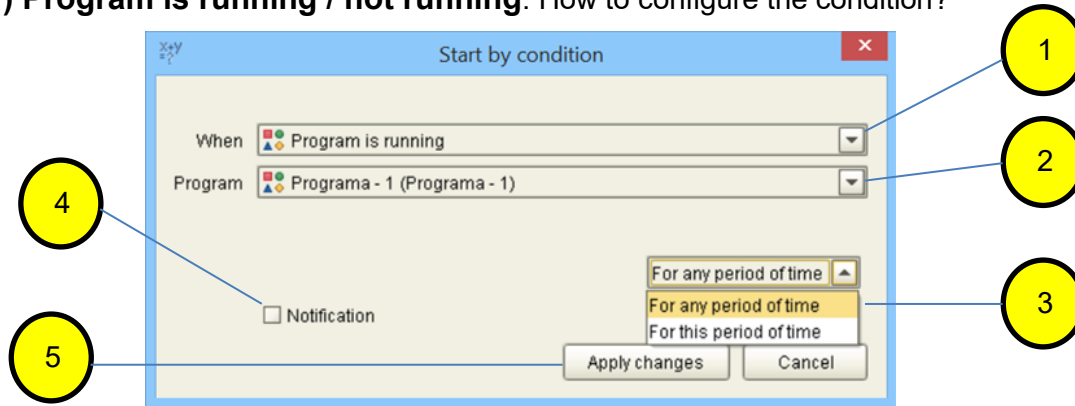 ) Program is running / not running. How to configure the condition?
x+y
=?
Start by condition
1
When Program is running
2
Program Programa - 1 (Programa - 1)
4
For any period of time
3
For any period of time
Notification
For this period of time
5
Apply changes Cancel